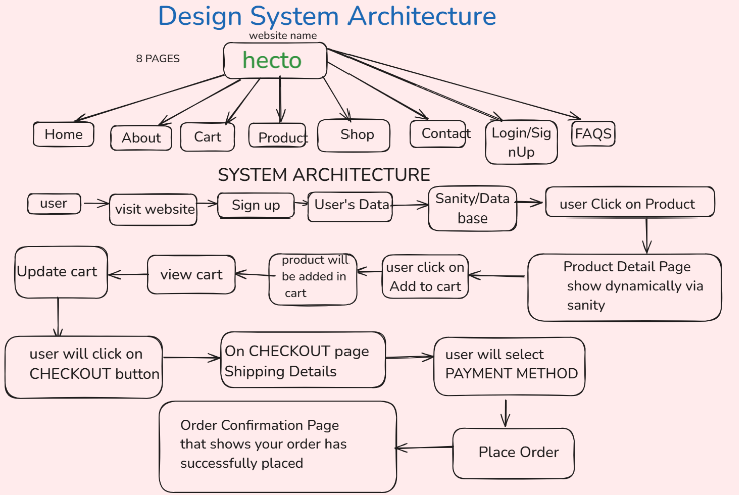 Design System Architecture
website name
8 PAGES
hecto
Home
About
Cart
Product
Shop
Contact
Login/Sig
nUp
FAQS
SYSTEM ARCHITECTURE
user
visit website
Sign up
User's Data
Sanity/Data
base
user Click on Product
Update cart
view cart
product will
be added in
cart
user click on
Add to cart
Product Detail Page
show dynamically via
sanity
user will click on
CHECKOUT button
On CHECKOUT page
Shipping Details
user will select
PAYMENT METHOD
Order Confirmation Page
that shows your order has
successfully placed
Place Order